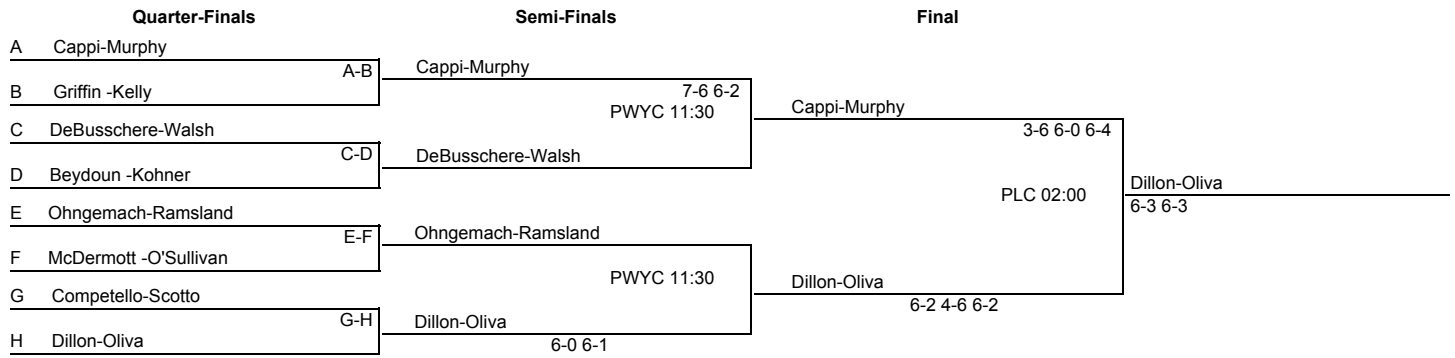 Quarter-Finals Semi-Finals Final
A Cappi-Murphy
A-B Cappi-Murphy
B Griffin -Kelly 7-6 6-2
PWYC 11:30 Cappi-Murphy
C DeBusschere-Walsh 3-6 6-0 6-4
C-D DeBusschere-Walsh
D Beydoun -Kohner
PLC 02:00 Dillon-Oliva
E Ohngemach-Ramsland 6-3 6-3
E-F Ohngemach-Ramsland
F McDermott -O'Sullivan
PWYC 11:30 Dillon-Oliva
G Competello-Scotto 6-2 4-6 6-2
G-H Dillon-Oliva
H Dillon-Oliva 6-0 6-1